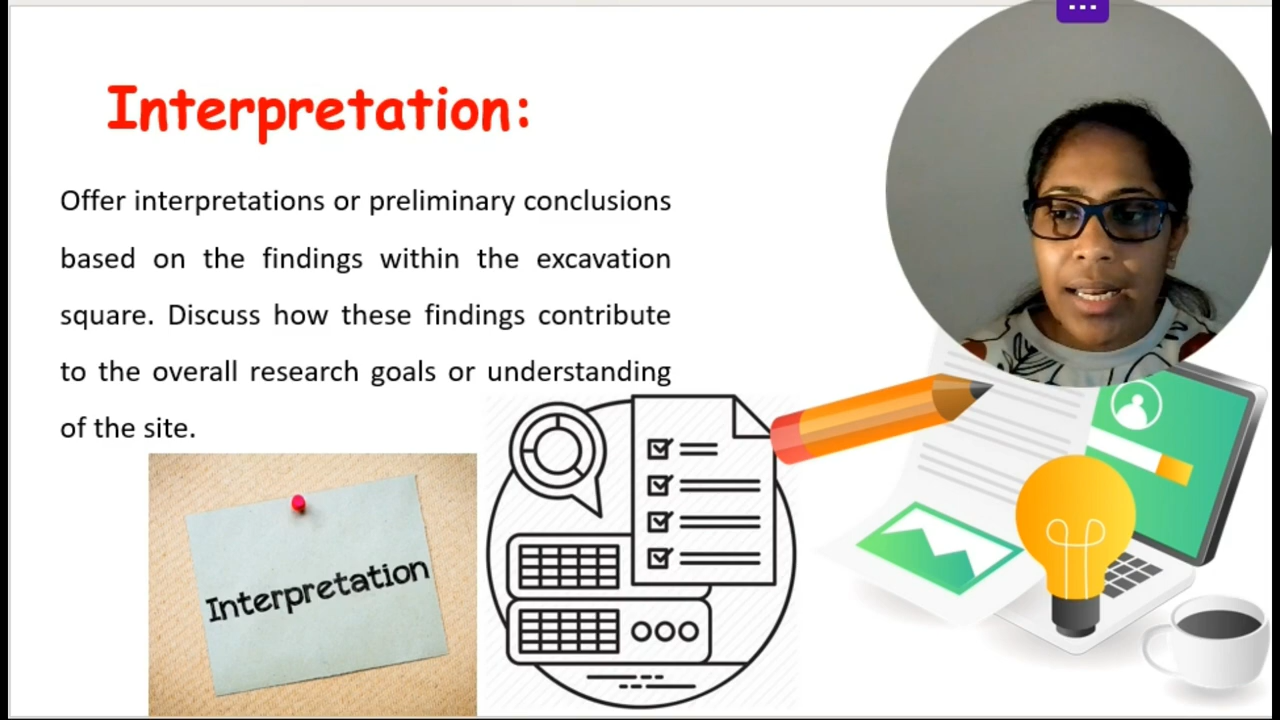 Interpretation:
Offer interpretations or preliminary conclusions
based on the findings within the excavation
square. Discuss how these findings contribute
to the overall research goals or understanding
of the site.
Interpretation